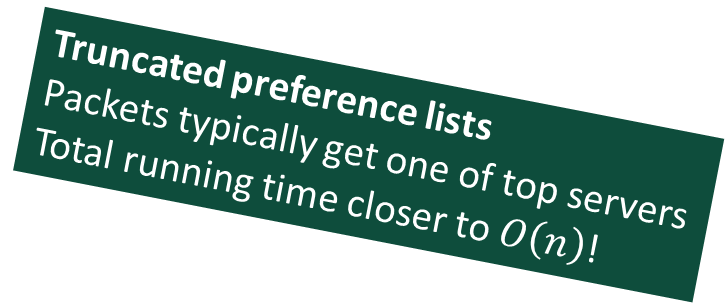 Truncated preference lists
Packets typically get one of top servers
Total running time closer to O(n)!